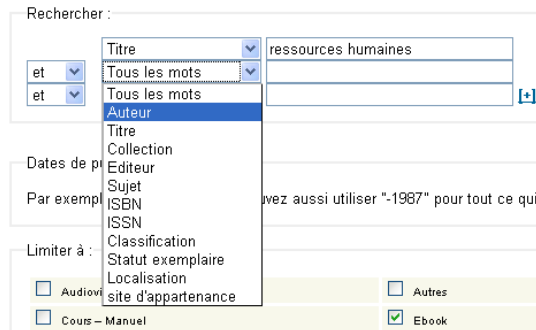 Rechercher :
Titre ressources humaines
et Tous les mots
et Tous les mots [+]
Auteur
Titre
Collection
Editeur
Sujet
ISBN
ISSN
Classification
Statut exemplaire
Localisation
site d'appartenance
Dates de
Par exemple vez aussi utiliser "-1987" pour tout ce qui
Limiter à :
Autres
Cours – Manuel Ebook